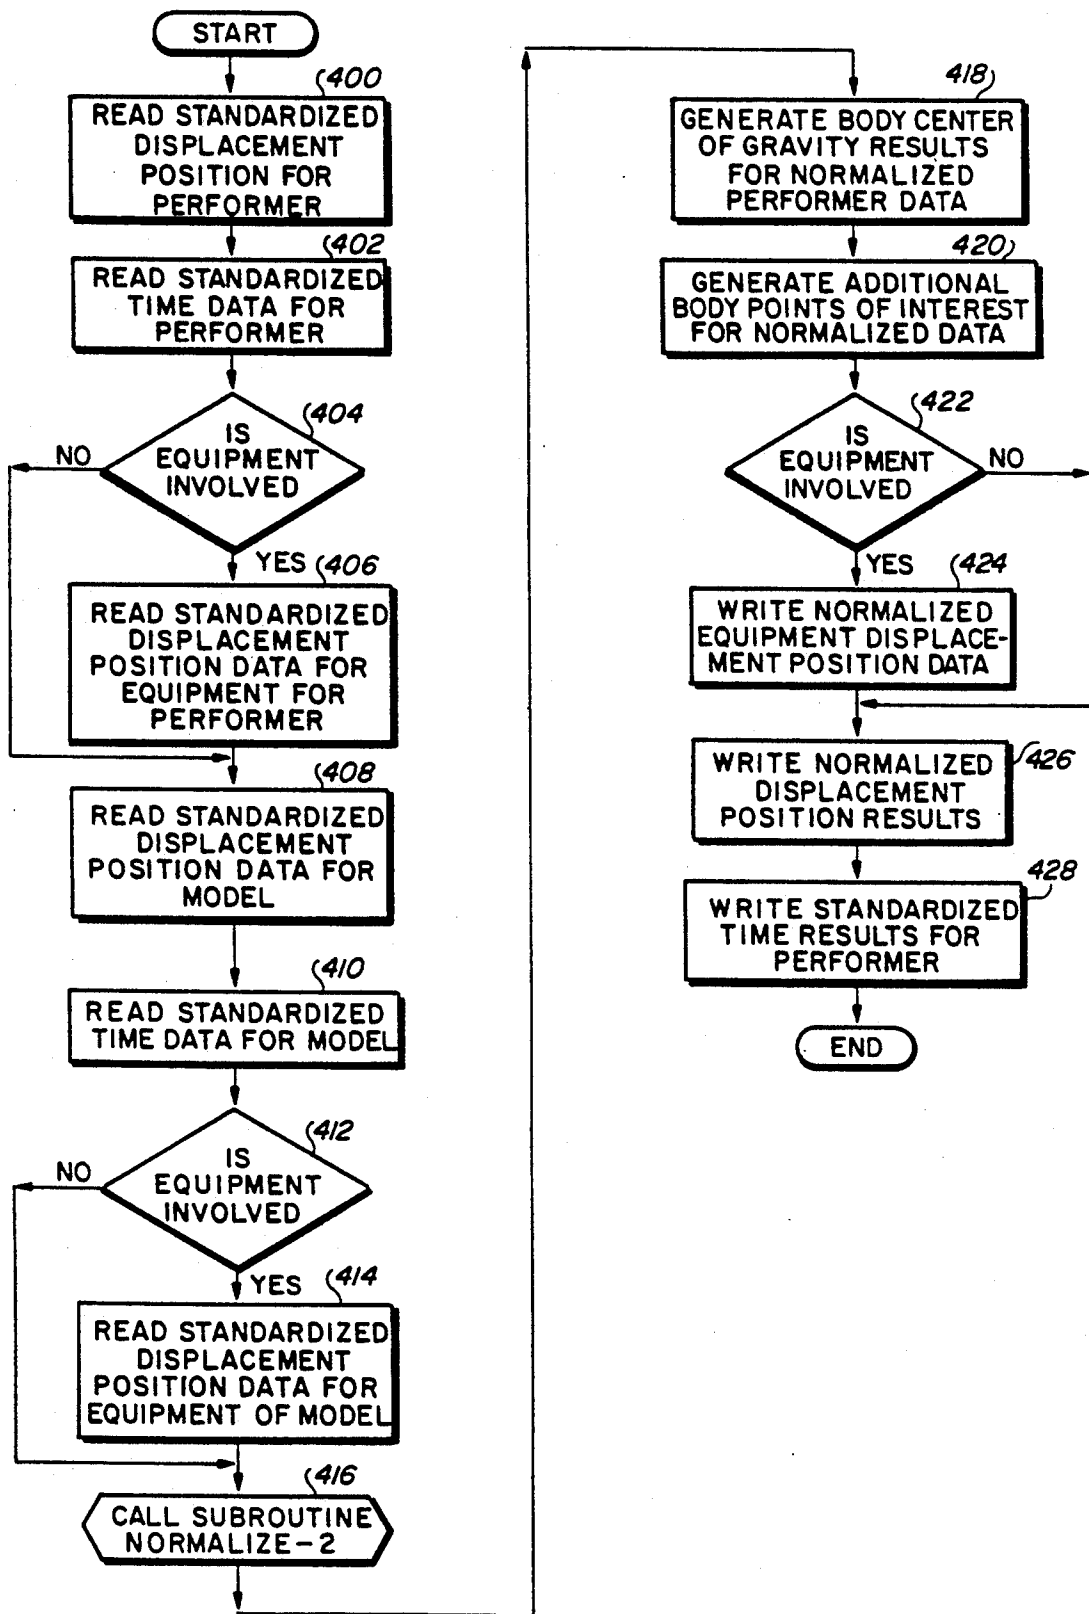 START
400
READ STANDARDIZED
DISPLACEMENT
POSITION FOR
PERFORMER
402
READ STANDARDIZED
TIME DATA FOR
PERFORMER
404
IS
EQUIPMENT
INVOLVED
NO
YES
406
READ STANDARDIZED
DISPLACEMENT
POSITION DATA FOR
EQUIPMENT FOR
PERFORMER
408
READ STANDARDIZED
DISPLACEMENT
POSITION DATA FOR
MODEL
410
READ STANDARDIZED
TIME DATA FOR MODEL
412
IS
EQUIPMENT
INVOLVED
NO
YES
414
READ STANDARDIZED
DISPLACEMENT
POSITION DATA FOR
EQUIPMENT OF MODEL
416
CALL SUBROUTINE
NORMALIZE-2
418
GENERATE BODY CENTER
OF GRAVITY RESULTS
FOR NORMALIZED
PERFORMER DATA
420
GENERATE ADDITIONAL
BODY POINTS OF INTEREST
FOR NORMALIZED DATA
422
IS
EQUIPMENT
INVOLVED
NO
YES
424
WRITE NORMALIZED
EQUIPMENT DISPLACE-
MENT POSITION DATA
426
WRITE NORMALIZED
DISPLACEMENT
POSITION RESULTS
428
WRITE STANDARDIZED
TIME RESULTS FOR
PERFORMER
END